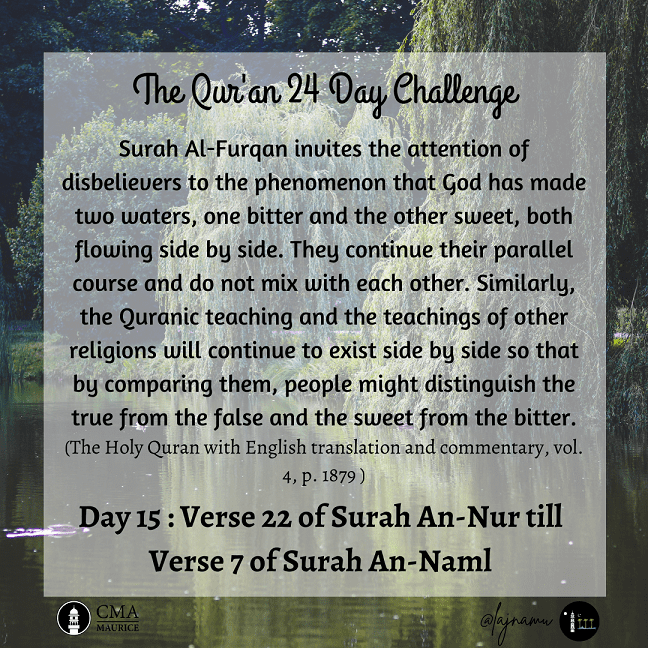 The Qur'an 24 Day Challenge
Surah Al-Furqan invites the attention of
disbelievers to the phenomenon that God has made
two waters, one bitter and the other sweet, both
flowing side by side. They continue their parallel
course and do not mix with each other. Similarly,
the Quranic teaching and the teachings of other
religions will continue to exist side by side so that
by comparing them, people might distinguish the
true from the false and the sweet from the bitter.
(The Holy Quran with English translation and commentary, vol.
4, p. 1879 )
Day 15 : Verse 22 of Surah An-Nur till
Verse 7 of Surah An-Naml
CMA
MAURICE
@lajnamu